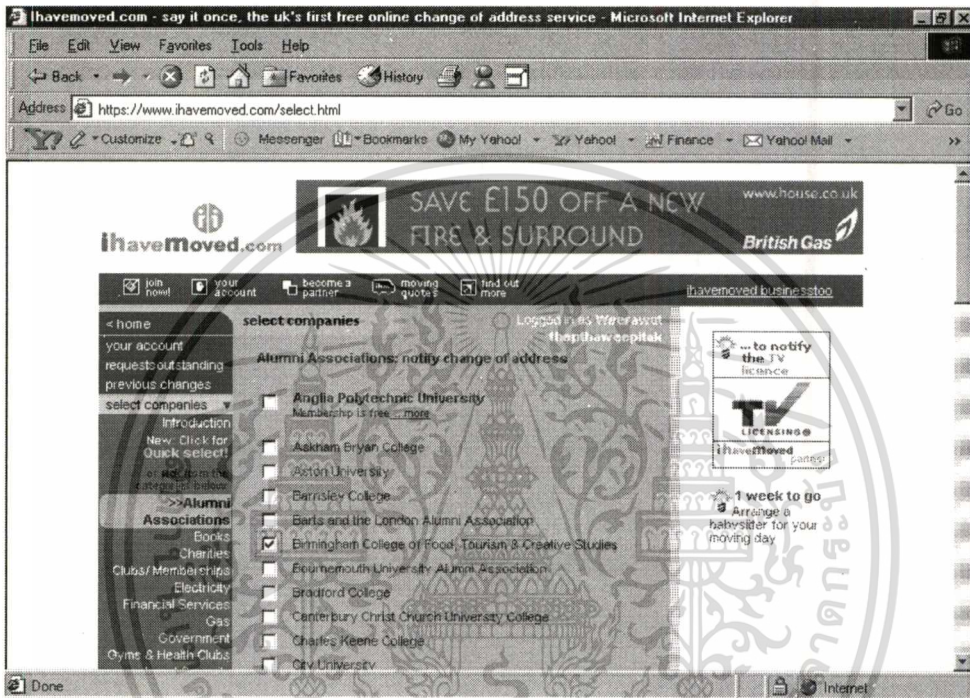 Ihavemoved.com - say it once, the uk's first free online change of address service - Microsoft Internet Explorer
File Edit View Favorites Tools Help
Back Favorites History
Address https://www.ihavemoved.com/select.html Go
Y! Customize Messenger Bookmarks My Yahoo! Yahoo! Finance Yahoo! Mail >>
ihavemoved.com
SAVE £150 OFF A NEW
FIRE & SURROUND
www.house.co.uk
British Gas
join now!
your account
become a partner
moving quotes
find out more
ihavemoved businesstoo
< home
your account
requests outstanding
previous changes
select companies
Introduction
New: Click for
Quick select!
or select from the
categories below
>>Alumni
Associations
Books
Charities
Clubs/Memberships
Electricity
Financial Services
Gas
Government
Gyms & Health Clubs
select companies
Logged in as Weerawut
thapthaweepitak
Alumni Associations: notify change of address
Anglia Polytechnic University
Membership is free ...more
Askham Bryan College
Aston University
Barnsley College
Barts and the London Alumni Association
Birmingham College of Food, Tourism & Creative Studies
Bournemouth University Alumni Association
Bradford College
Canterbury Christ Church University College
Charles Keene College
City University
... to notify
the TV
licence
TV
LICENSING®
ihaveMoved
partner
1 week to go
Arrange a
babysitter for your
moving day
Done
Internet